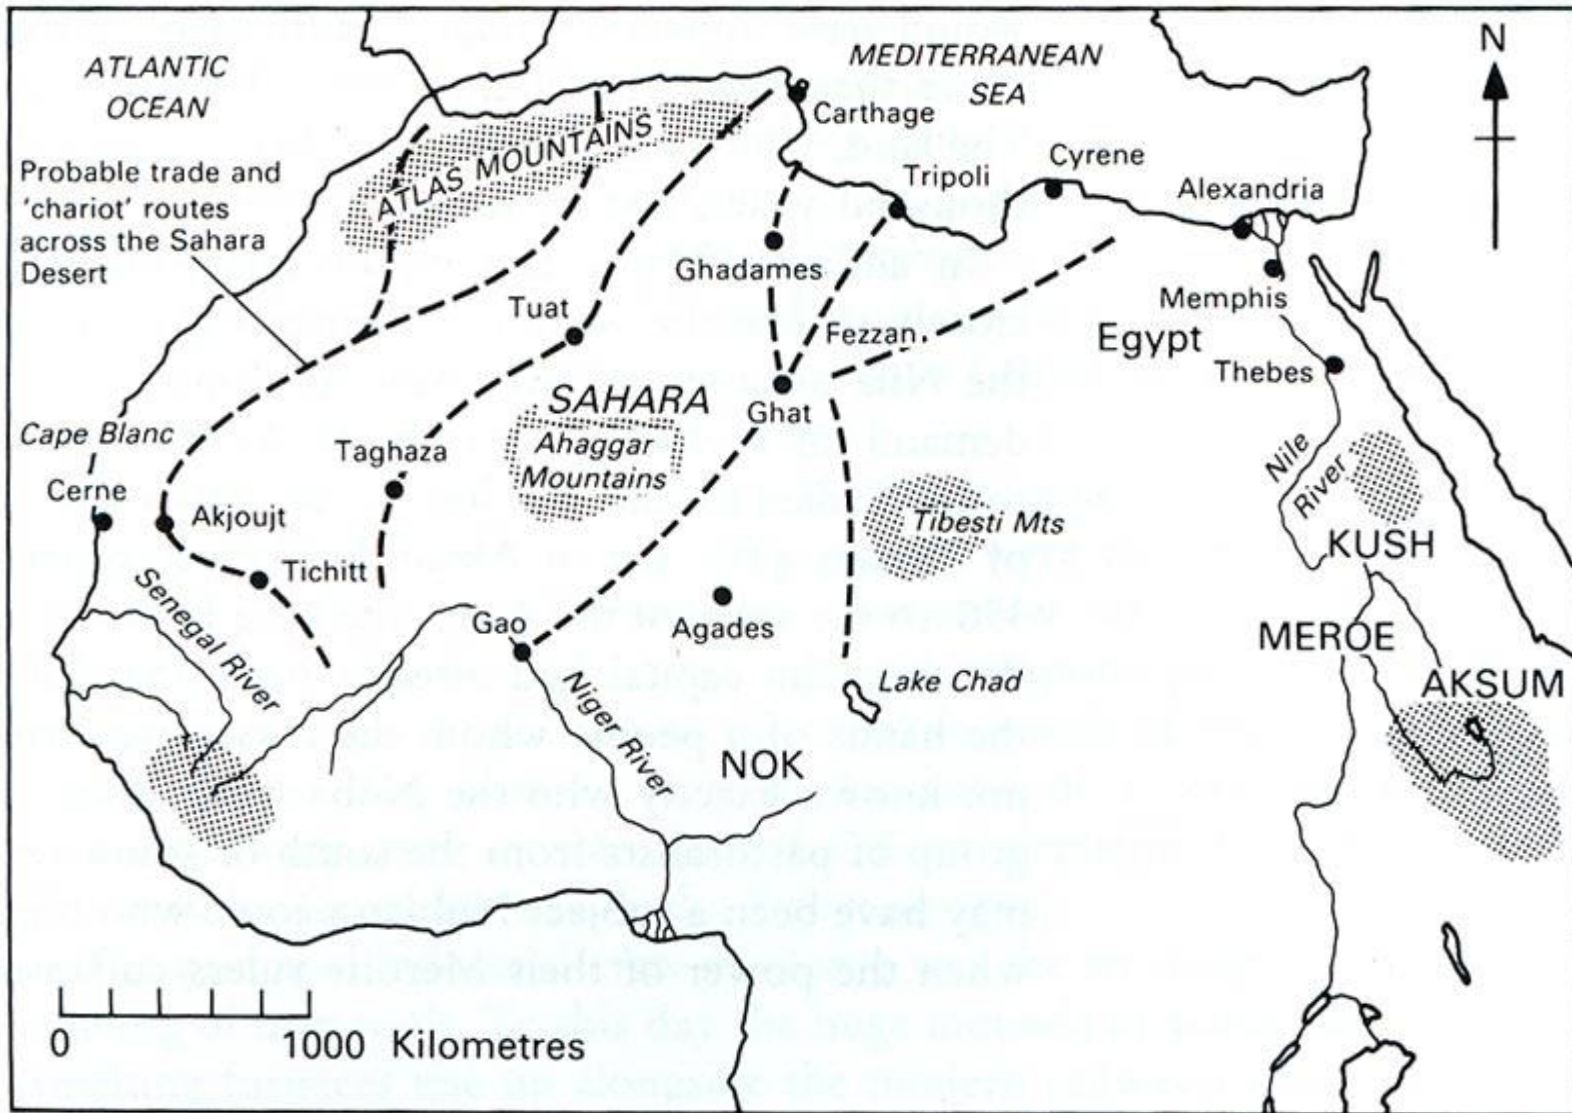 ATLANTIC
OCEAN
MEDITERRANEAN
SEA
N
Carthage
ATLAS MOUNTAINS
Probable trade and
'chariot' routes
across the Sahara
Desert
Tripoli
Cyrene
Alexandria
Ghadames
Memphis
Tuat
Fezzan
Egypt
Thebes
SAHARA
Ghat
Cape Blanc
Ahaggar
Mountains
Taghaza
Nile
River
Cerne
Akjoujt
Tibesti Mts
KUSH
Tichitt
Senegal River
Gao
Agades
MEROE
Niger River
Lake Chad
AKSUM
NOK
0 1000 Kilometres